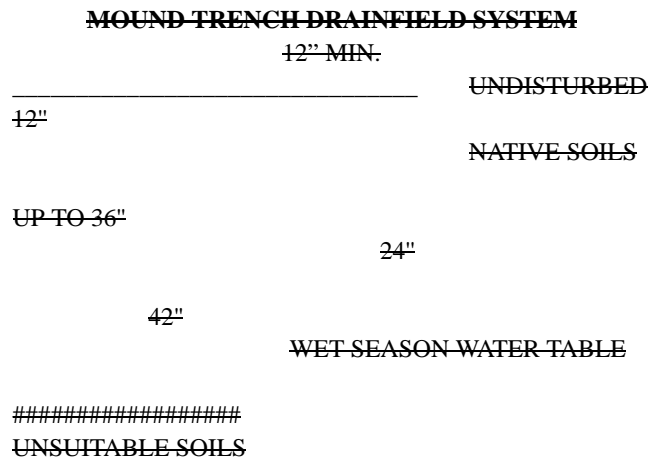 MOUND TRENCH DRAINFIELD SYSTEM
12” MIN.
________________________________ UNDISTURBED
12"
NATIVE SOILS
UP TO 36"
24"
42"
WET SEASON WATER TABLE
##################
UNSUITABLE SOILS